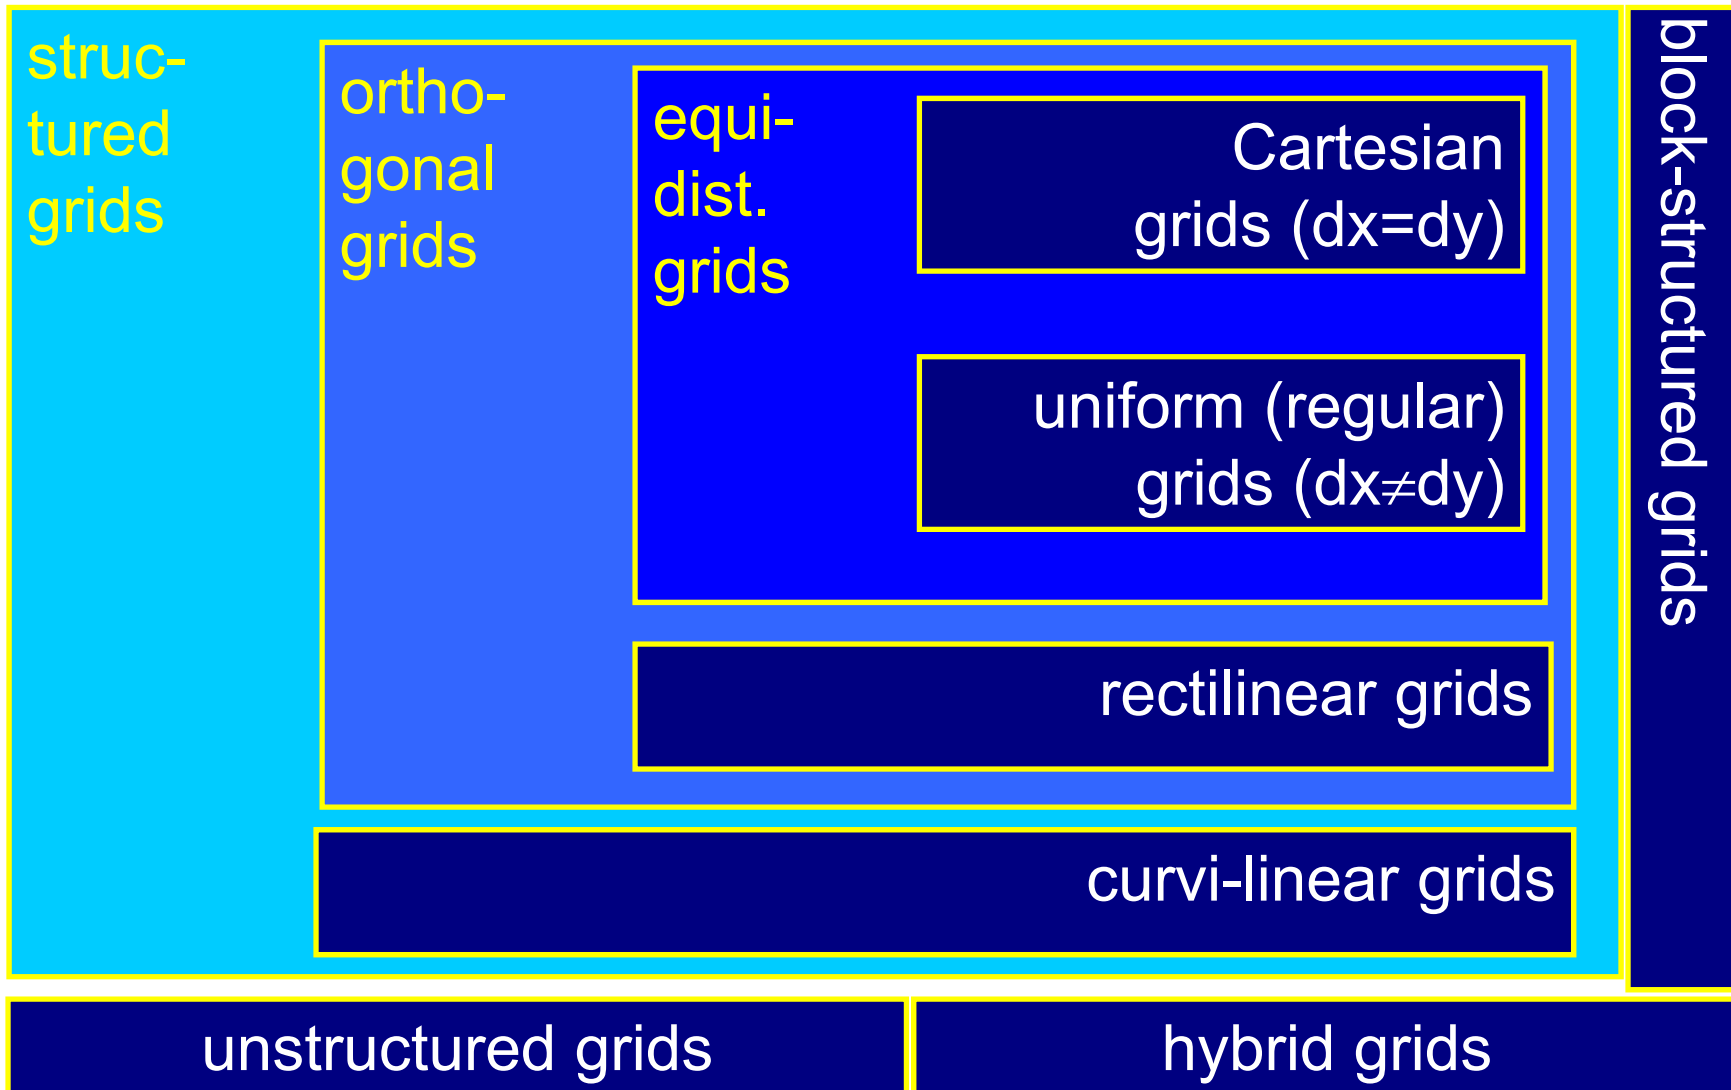 struc-
tured
grids
ortho-
gonal
grids
equi-
dist.
grids
Cartesian
grids (dx=dy)
uniform (regular)
grids (dx≠dy)
rectilinear grids
curvi-linear grids
block-structured grids
unstructured grids
hybrid grids